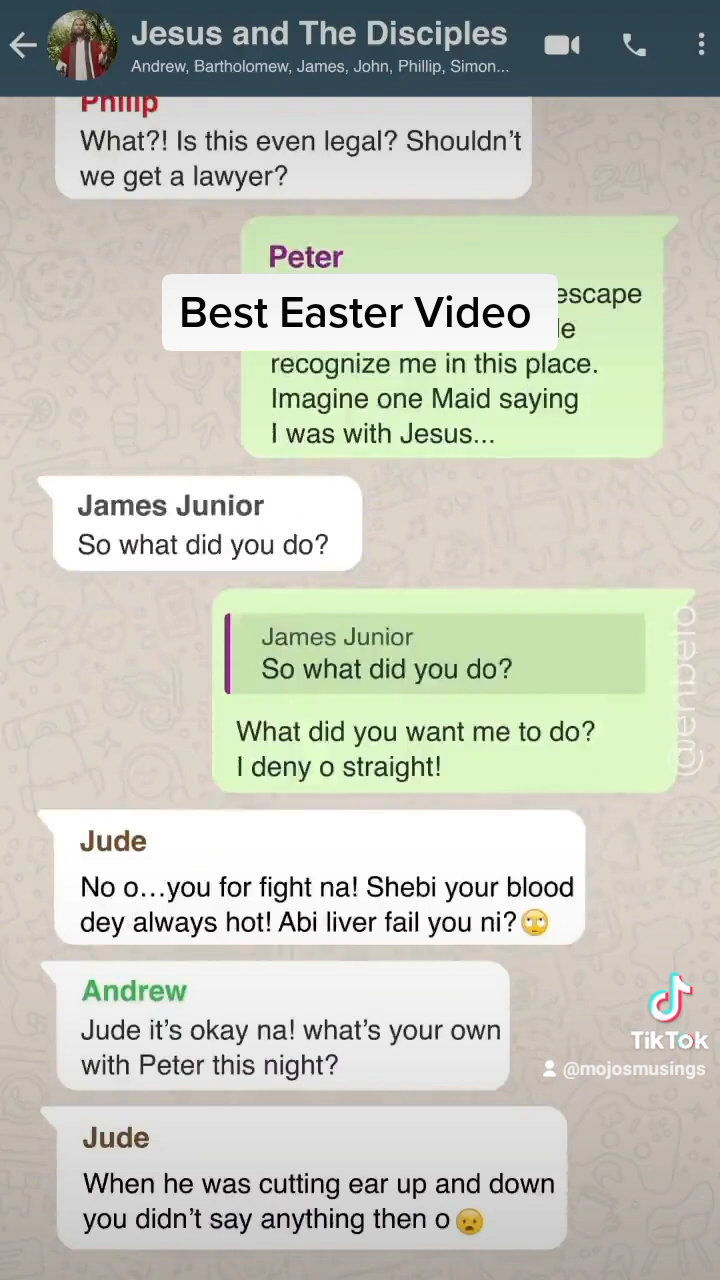 Jesus and The Disciples
Andrew, Bartholomew, James, John, Phillip, Simon...
Philip
What?! Is this even legal? Shouldn't
we get a lawyer?
Peter
escape
Best Easter Video
recognize me in this place.
Imagine one Maid saying
I was with Jesus...
James Junior
So what did you do?
James Junior
So what did you do?
What did you want me to do?
I deny o straight!
@jenbelo
Jude
No o...you for fight na! Shebi your blood
dey always hot! Abi liver fail you ni?🙄
Andrew
Jude it's okay na! what's your own
with Peter this night?
TikTok
@mojosmusings
Jude
When he was cutting ear up and down
you didn't say anything then o😦